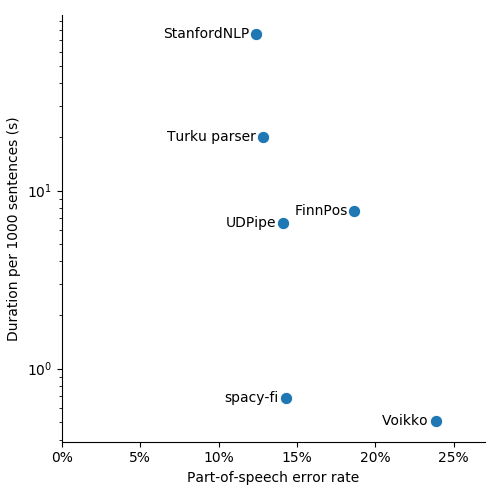 StanfordNLP
Turku parser
FinnPos
UDPipe
spacy-fi
Voikko
Duration per 1000 sentences (s)
10¹
10⁰
0%
5%
10%
15%
20%
25%
Part-of-speech error rate